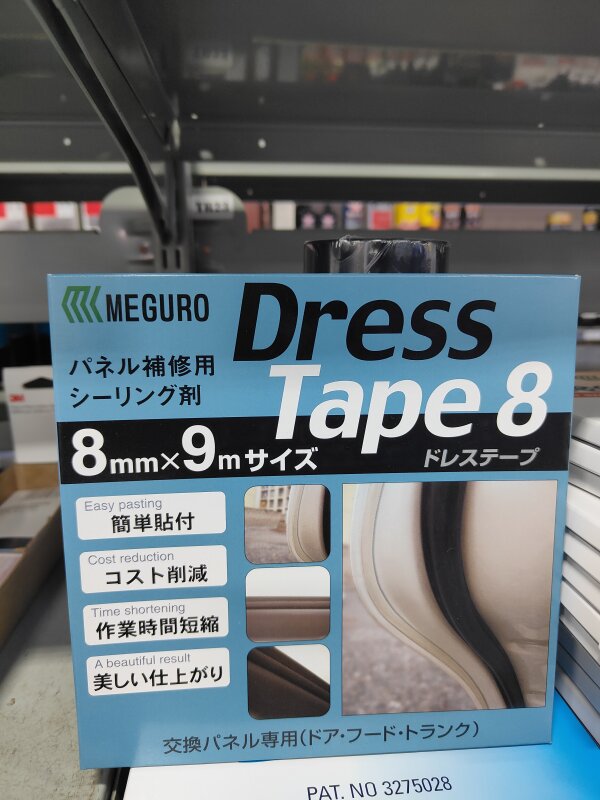 TR23
MEGURO
Dress
Tape 8
パネル補修用
シーリング剤
8mm×9mサイズ
ドレステープ
Easy pasting
簡単貼付
Cost reduction
コスト削減
Time shortening
作業時間短縮
A beautiful result
美しい仕上がり
交換パネル専用(ドア・フード・トランク)
PAT. NO 3275028
3M